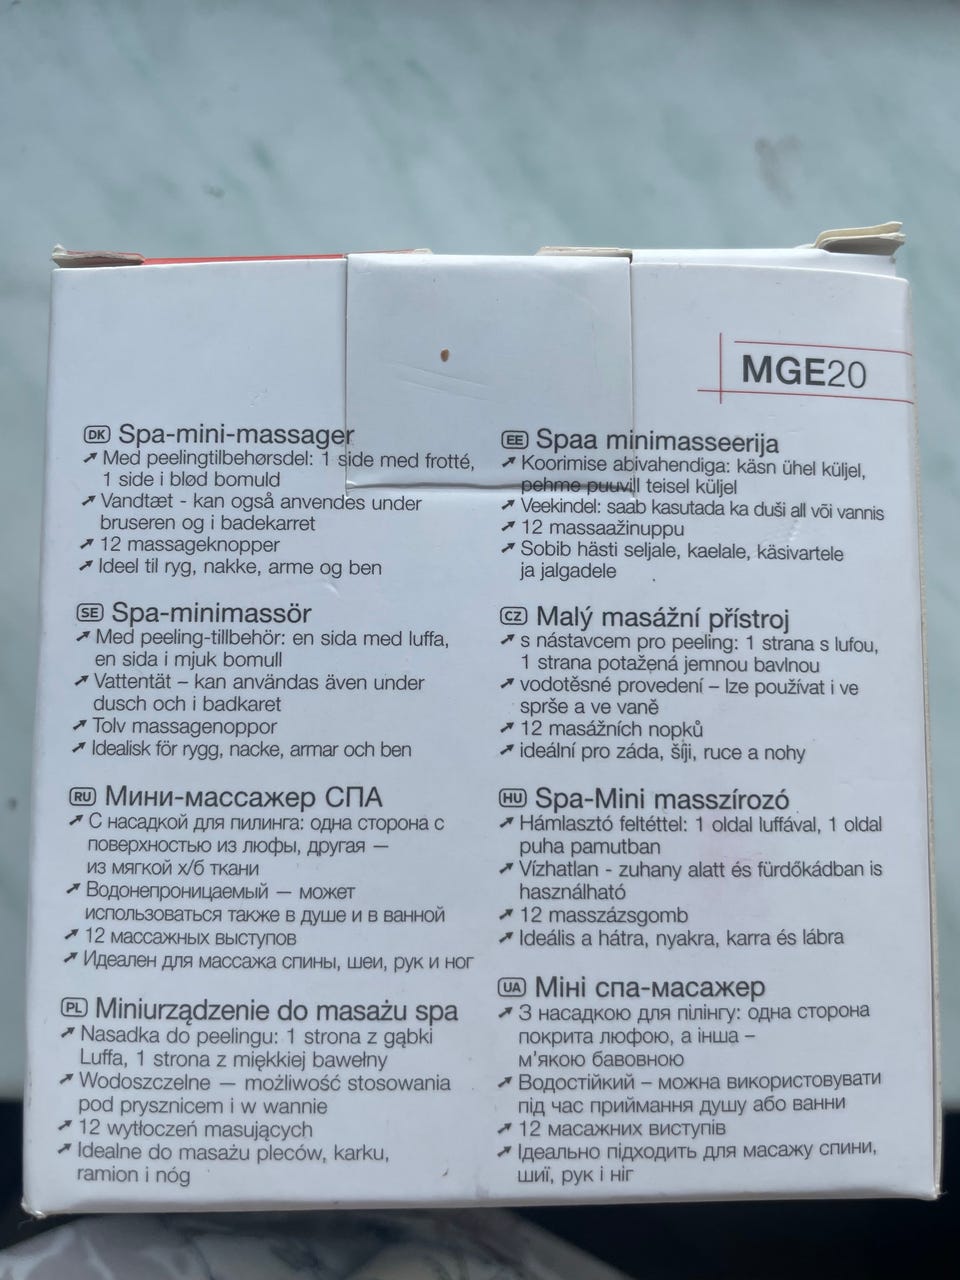 MGE20
DK Spa-mini-massager
Med peelingtilbehørsdel: 1 side med frotté,
1 side i blød bomuld
Vandtæt - kan også anvendes under
bruseren og i badekarret
12 massageknopper
Ideel til ryg, nakke, arme og ben
SE Spa-minimassör
Med peeling-tillbehör: en sida med luffa,
en sida i mjuk bomull
Vattentät – kan användas även under
dusch och i badkaret
Tolv massagenoppor
Idealisk för rygg, nacke, armar och ben
RU Мини-массажер СПА
С насадкой для пилинга: одна сторона с
поверхностью из люфы, другая —
из мягкой х/б ткани
Водонепроницаемый — может
использоваться также в душе и в ванной
12 массажных выступов
Идеален для массажа спины, шеи, рук и ног
PL Miniurządzenie do masażu spa
Nasadka do peelingu: 1 strona z gąbki
Luffa, 1 strona z miękkiej bawełny
Wodoszczelne — możliwość stosowania
pod prysznicem i w wannie
12 wytłoczeń masujących
Idealne do masażu pleców, karku,
ramion i nóg
EE Spaa minimasseerija
Koorimise abivahendiga: käsn ühel küljel,
pehme puuvill teisel küljel
Veekindel: saab kasutada ka duši all või vannis
12 massaažinuppu
Sobib hästi seljale, kaelale, käsivartele
ja jalgadele
CZ Malý masážní přístroj
s nástavcem pro peeling: 1 strana s lufou,
1 strana potažená jemnou bavlnou
vodotěsné provedení – lze používat i ve
sprše a ve vaně
12 masážních nopků
ideální pro záda, šíji, ruce a nohy
HU Spa-Mini masszírozó
Hámlasztó feltéttel: 1 oldal luffával, 1 oldal
puha pamutban
Vízhatlan - zuhany alatt és fürdőkádban is
használható
12 masszázsgomb
Ideális a hátra, nyakra, karra és lábra
UA Міні спа-масажер
З насадкою для пілінгу: одна сторона
покрита люфою, а інша –
м'якою бавовною
Водостійкий – можна використовувати
під час приймання душу або ванни
12 масажних виступів
Ідеально підходить для масажу спини,
шиї, рук і ніг